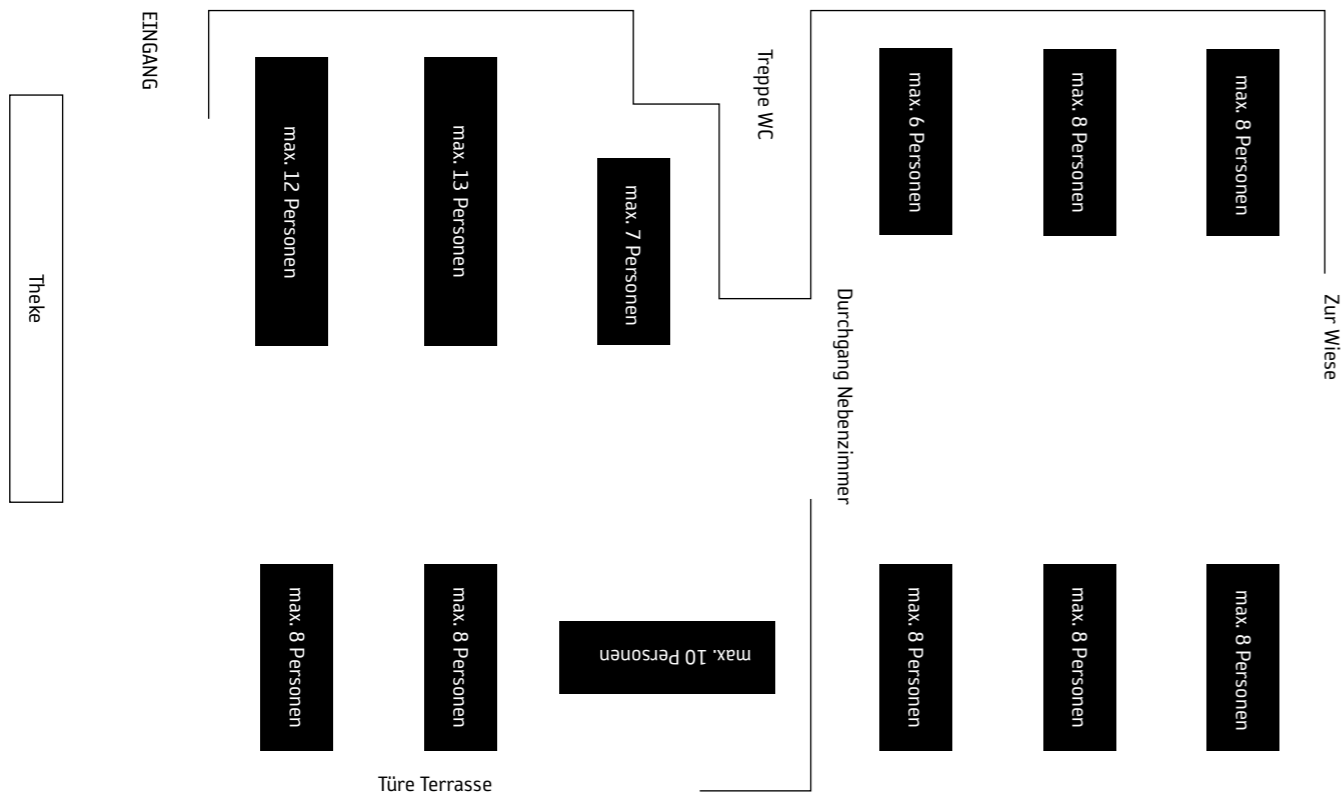 EINGANG
Theke
max. 12 Personen
max. 13 Personen
max. 7 Personen
Treppe WC
max. 6 Personen
max. 8 Personen
max. 8 Personen
Durchgang Nebenzimmer
Zur Wiese
max. 8 Personen
max. 8 Personen
max. 10 Personen
max. 8 Personen
max. 8 Personen
max. 8 Personen
Türe Terrasse